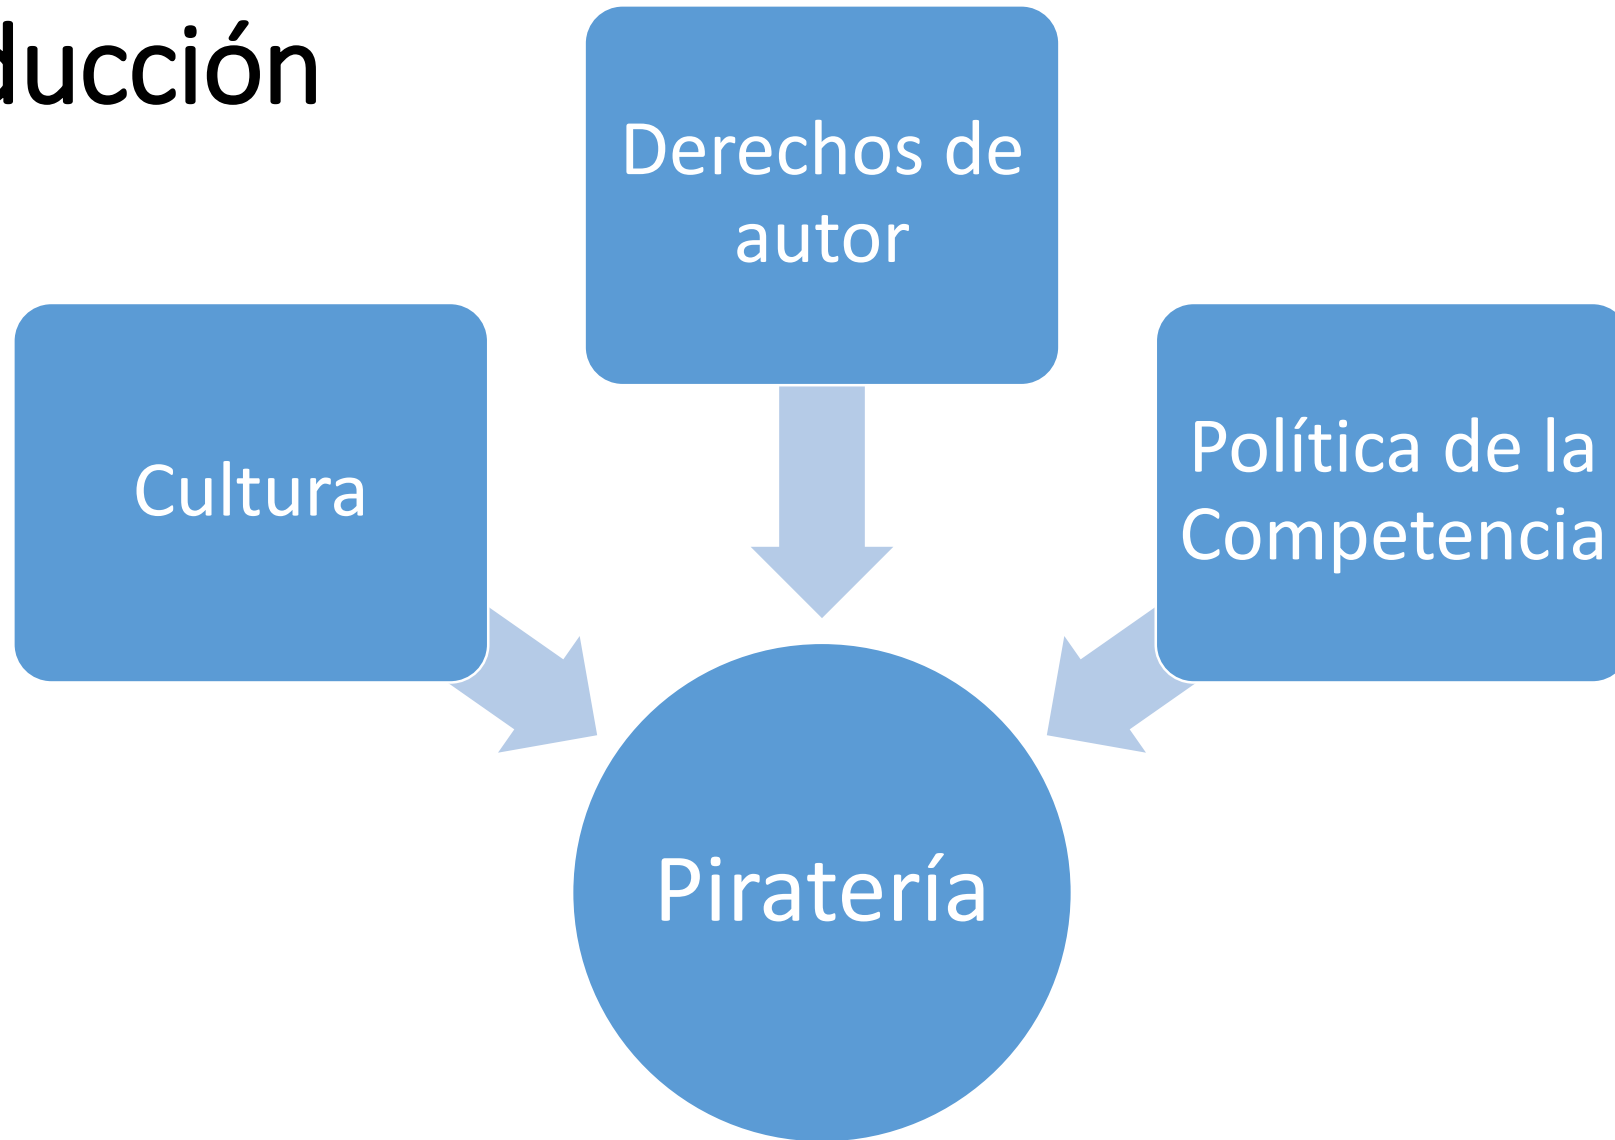 ducción
Derechos de
autor
Cultura
Política de la
Competencia
Piratería